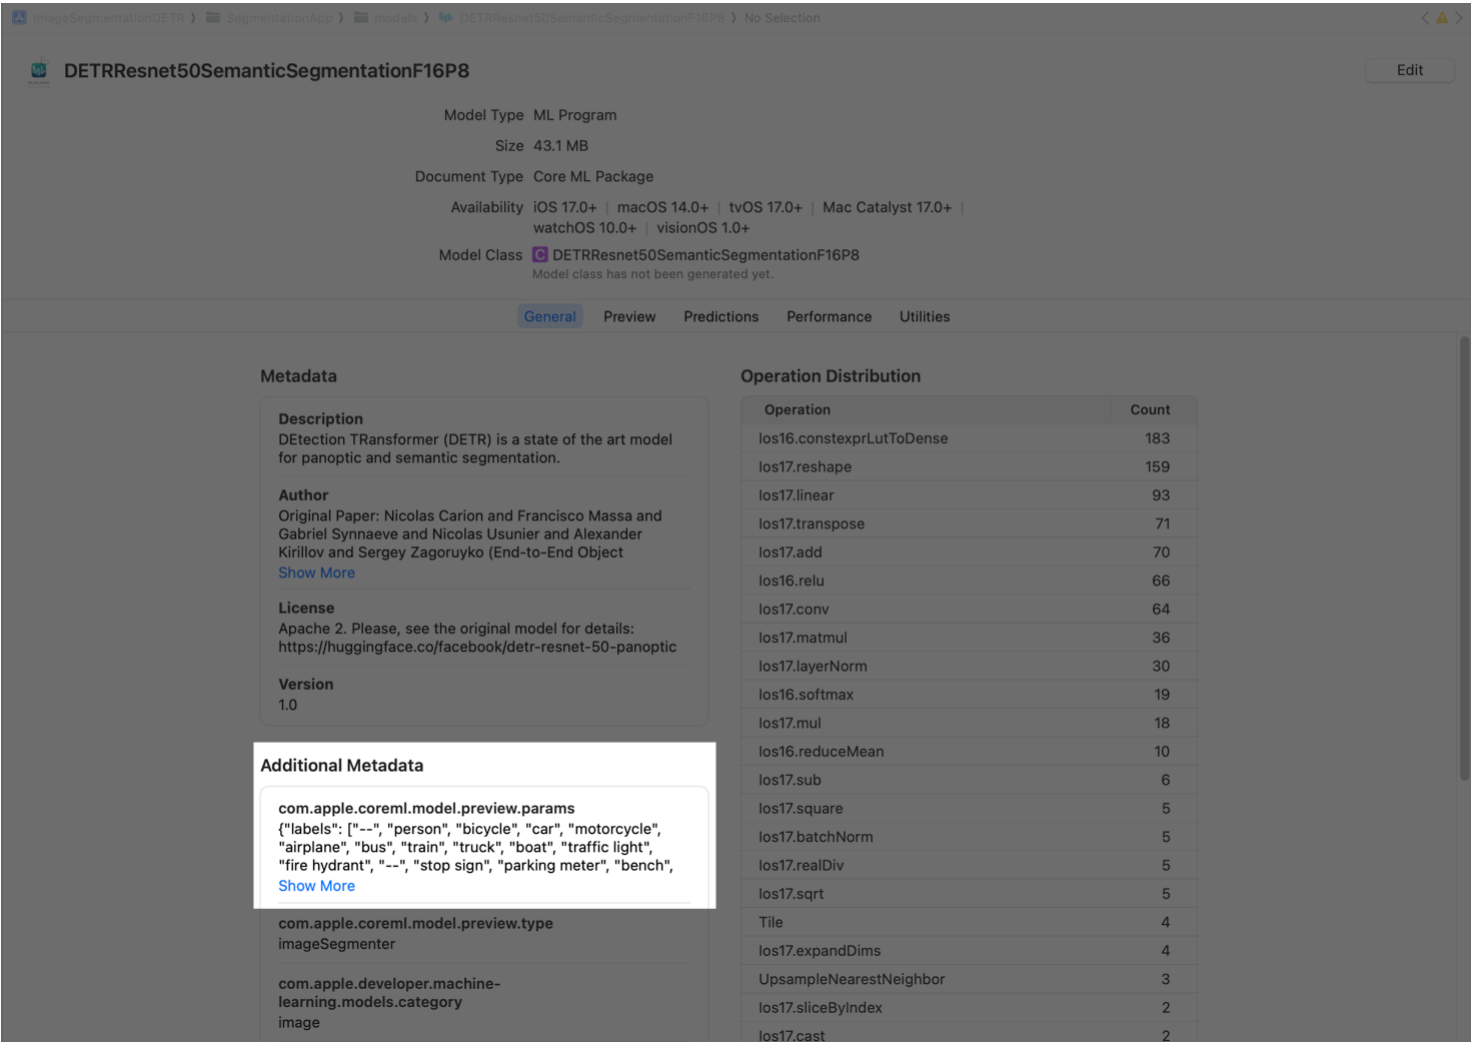 ImageSegmentationDETR
SegmentationApp
models
DETRResnet50SemanticSegmentationF16P8
No Selection
DETRResnet50SemanticSegmentationF16P8
Edit
Model Type ML Program
Size 43.1 MB
Document Type Core ML Package
Availability iOS 17.0+ | macOS 14.0+ | tvOS 17.0+ | Mac Catalyst 17.0+ |
watchOS 10.0+ | visionOS 1.0+
Model Class C DETRResnet50SemanticSegmentationF16P8
Model class has not been generated yet.
General Preview Predictions Performance Utilities
Metadata
Description
DEtection TRansformer (DETR) is a state of the art model
for panoptic and semantic segmentation.
Author
Original Paper: Nicolas Carion and Francisco Massa and
Gabriel Synnaeve and Nicolas Usunier and Alexander
Kirillov and Sergey Zagoruyko (End-to-End Object
Show More
License
Apache 2. Please, see the original model for details:
https://huggingface.co/facebook/detr-resnet-50-panoptic
Version
1.0
Additional Metadata
com.apple.coreml.model.preview.params
{"labels": ["--", "person", "bicycle", "car", "motorcycle",
"airplane", "bus", "train", "truck", "boat", "traffic light",
"fire hydrant", "--", "stop sign", "parking meter", "bench",
Show More
com.apple.coreml.model.preview.type
imageSegmenter
com.apple.developer.machine-
learning.models.category
image
Operation Distribution
Operation Count
Ios16.constexprLutToDense 183
Ios17.reshape 159
Ios17.linear 93
Ios17.transpose 71
Ios17.add 70
Ios16.relu 66
Ios17.conv 64
Ios17.matmul 36
Ios17.layerNorm 30
Ios16.softmax 19
Ios17.mul 18
Ios16.reduceMean 10
Ios17.sub 6
Ios17.square 5
Ios17.batchNorm 5
Ios17.realDiv 5
Ios17.sqrt 5
Tile 4
Ios17.expandDims 4
UpsampleNearestNeighbor 3
Ios17.sliceByIndex 2
Ios17.cast 2